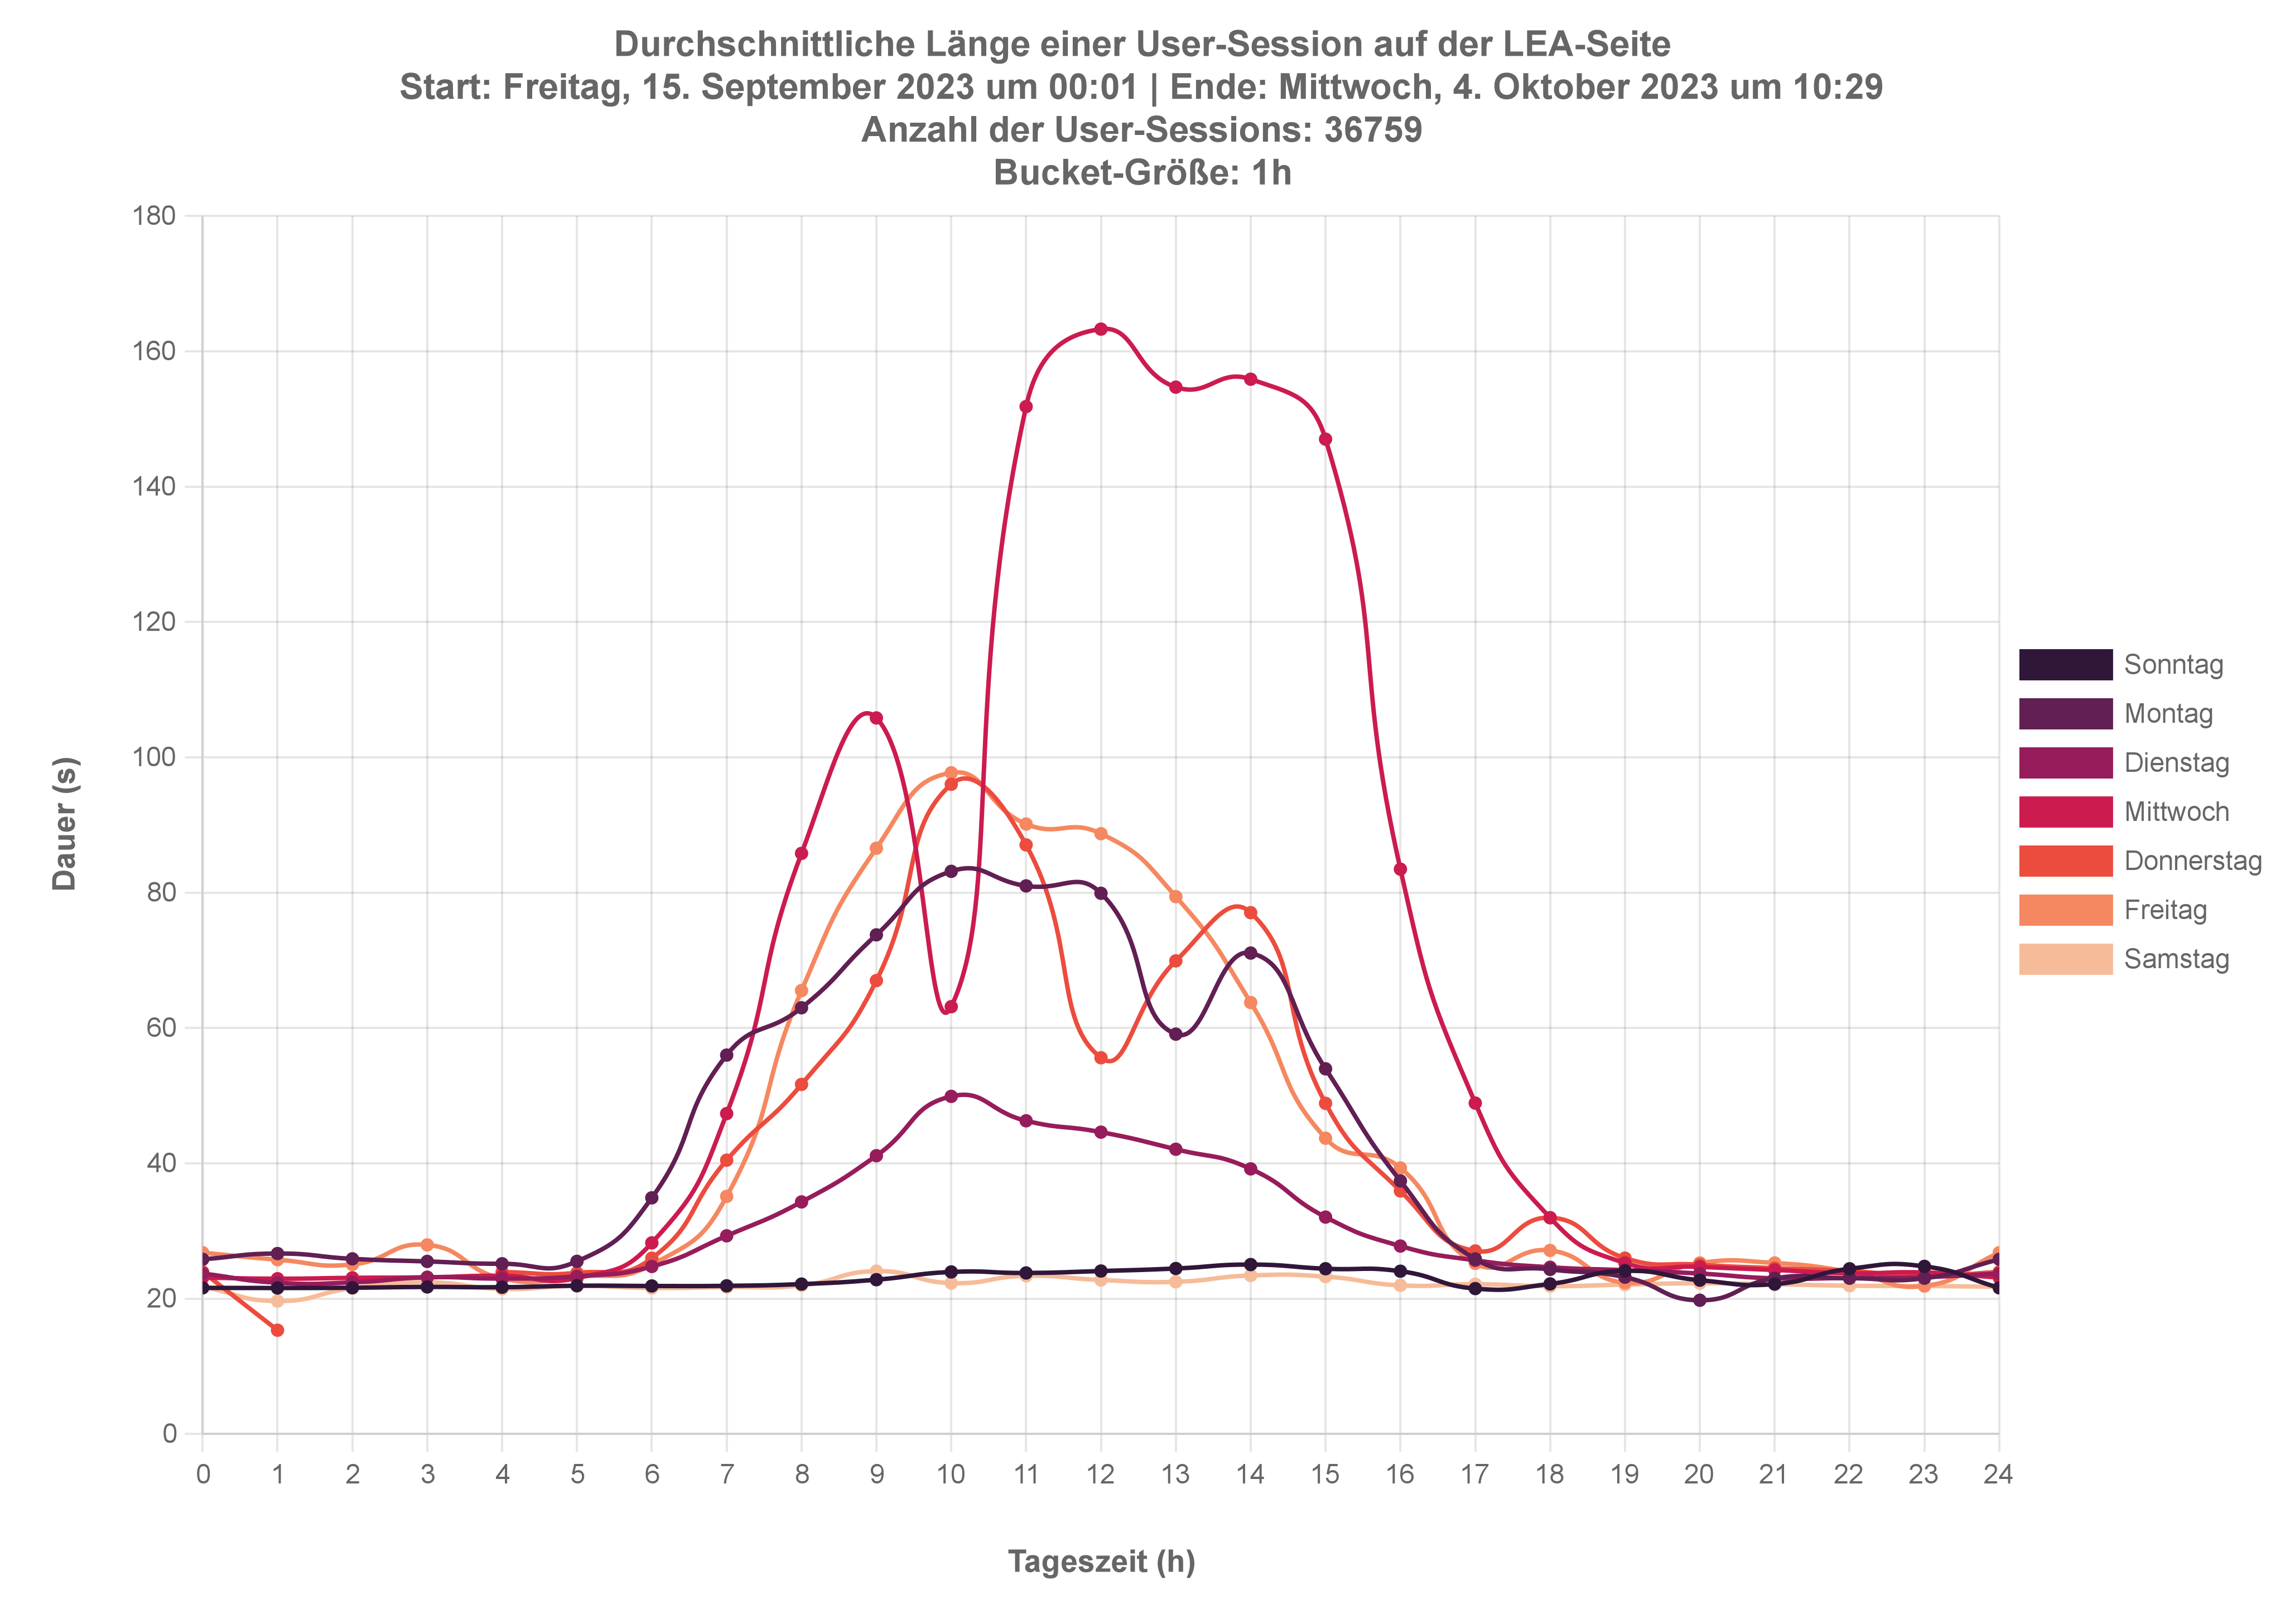 Durchschnittliche Länge einer User-Session auf der LEA-Seite
Start: Freitag, 15. September 2023 um 00:01 | Ende: Mittwoch, 4. Oktober 2023 um 10:29
Anzahl der User-Sessions: 36759
Bucket-Größe: 1h
180
160
140
120
100
80
60
40
20
0
Dauer (s)
0 1 2 3 4 5 6 7 8 9 10 11 12 13 14 15 16 17 18 19 20 21 22 23 24
Tageszeit (h)
Sonntag
Montag
Dienstag
Mittwoch
Donnerstag
Freitag
Samstag